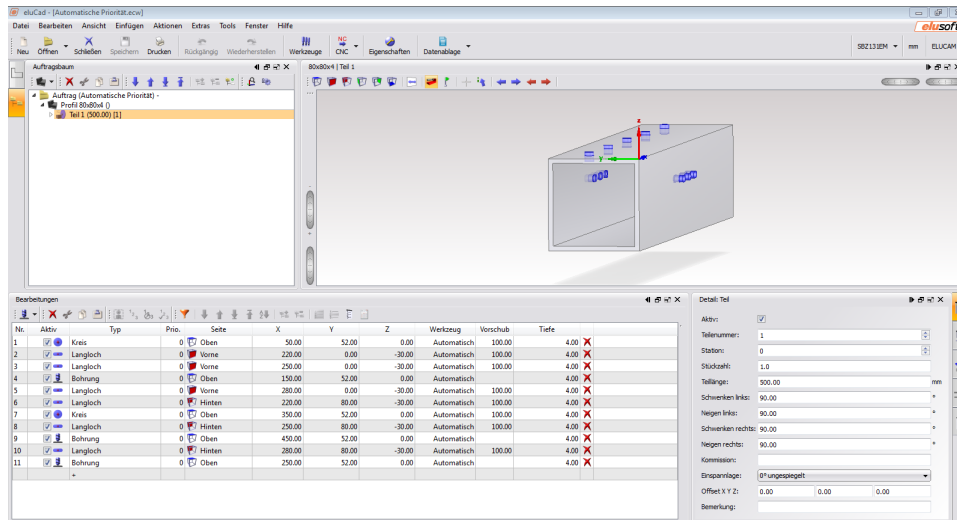 eluCad - [Automatische Priorität.ecw]
Datei Bearbeiten Ansicht Einfügen Aktionen Extras Tools Fenster Hilfe
elusoft
Neu Öffnen Schließen Speichern Drucken Rückgängig Wiederherstellen Werkzeuge CNC Eigenschaften Datenablage SBZ131EM mm ELUCAM
NC
Auftragsbaum
80x80x4 | Teil 1
Auftrag (Automatische Priorität) -
Profil 80x80x4 ()
Teil 1 (500.00) [1]
z
y
Bearbeitungen
Nr. Aktiv Typ Prio. Seite X Y Z Werkzeug Vorschub Tiefe
1 Kreis 0 Oben 50.00 52.00 0.00 Automatisch 100.00 4.00
2 Langloch 0 Vorne 220.00 0.00 -30.00 Automatisch 100.00 4.00
3 Langloch 0 Vorne 250.00 0.00 -30.00 Automatisch 100.00 4.00
4 Bohrung 0 Oben 150.00 52.00 0.00 Automatisch 4.00
5 Langloch 0 Vorne 280.00 0.00 -30.00 Automatisch 100.00 4.00
6 Langloch 0 Hinten 220.00 80.00 -30.00 Automatisch 100.00 4.00
7 Kreis 0 Oben 350.00 52.00 0.00 Automatisch 100.00 4.00
8 Langloch 0 Hinten 250.00 80.00 -30.00 Automatisch 100.00 4.00
9 Bohrung 0 Oben 450.00 52.00 0.00 Automatisch 4.00
10 Langloch 0 Hinten 280.00 80.00 -30.00 Automatisch 100.00 4.00
11 Bohrung 0 Oben 250.00 52.00 0.00 Automatisch 4.00
+
Detail: Teil
Aktiv:
Teilenummer: 1
Station: 0
Stückzahl: 1.0
Teillänge: 500.00 mm
Schwenken links: 90.00 °
Neigen links: 90.00 °
Schwenken rechts: 90.00 °
Neigen rechts: 90.00 °
Kommission:
Einspannlage: 0° ungespiegelt
Offset X Y Z: 0.00 0.00 0.00
Bemerkung: